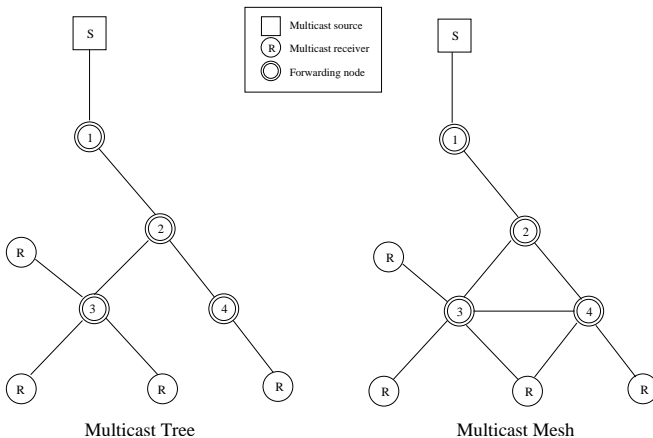 S
Multicast source
R
Multicast receiver
Forwarding node
S
1
1
2
2
R
R
3
4
3
4
R
R
R
R
R
R
Multicast Tree
Multicast Mesh